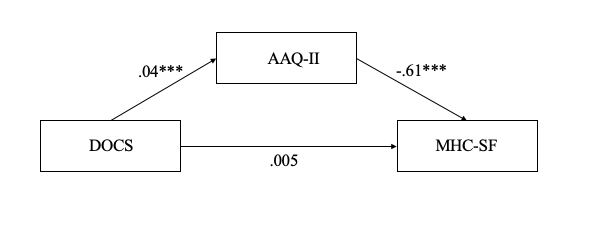 AAQ-II
.04***
-.61***
DOCS
MHC-SF
.005